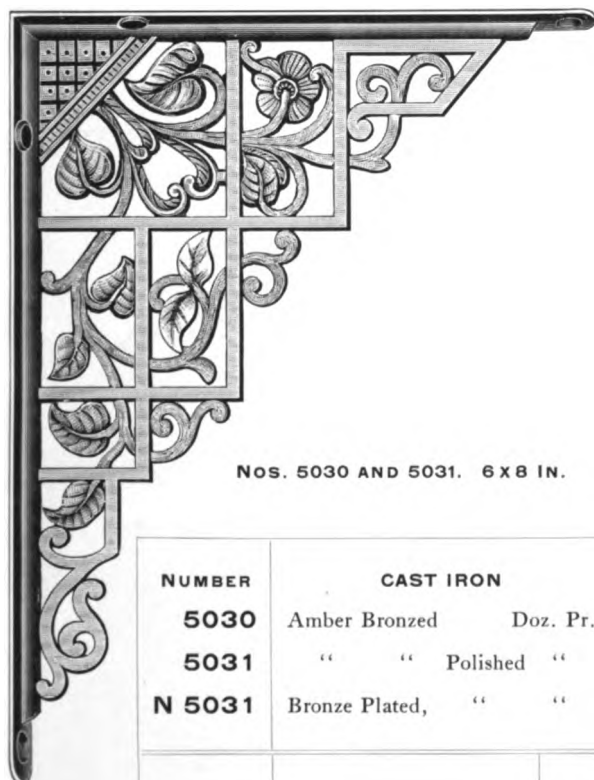 Nos. 5030 AND 5031. 6 x 8 IN.
NUMBER CAST IRON
5030 Amber Bronzed Doz. Pr.
5031 “ “ Polished “
N 5031 Bronze Plated, “ “